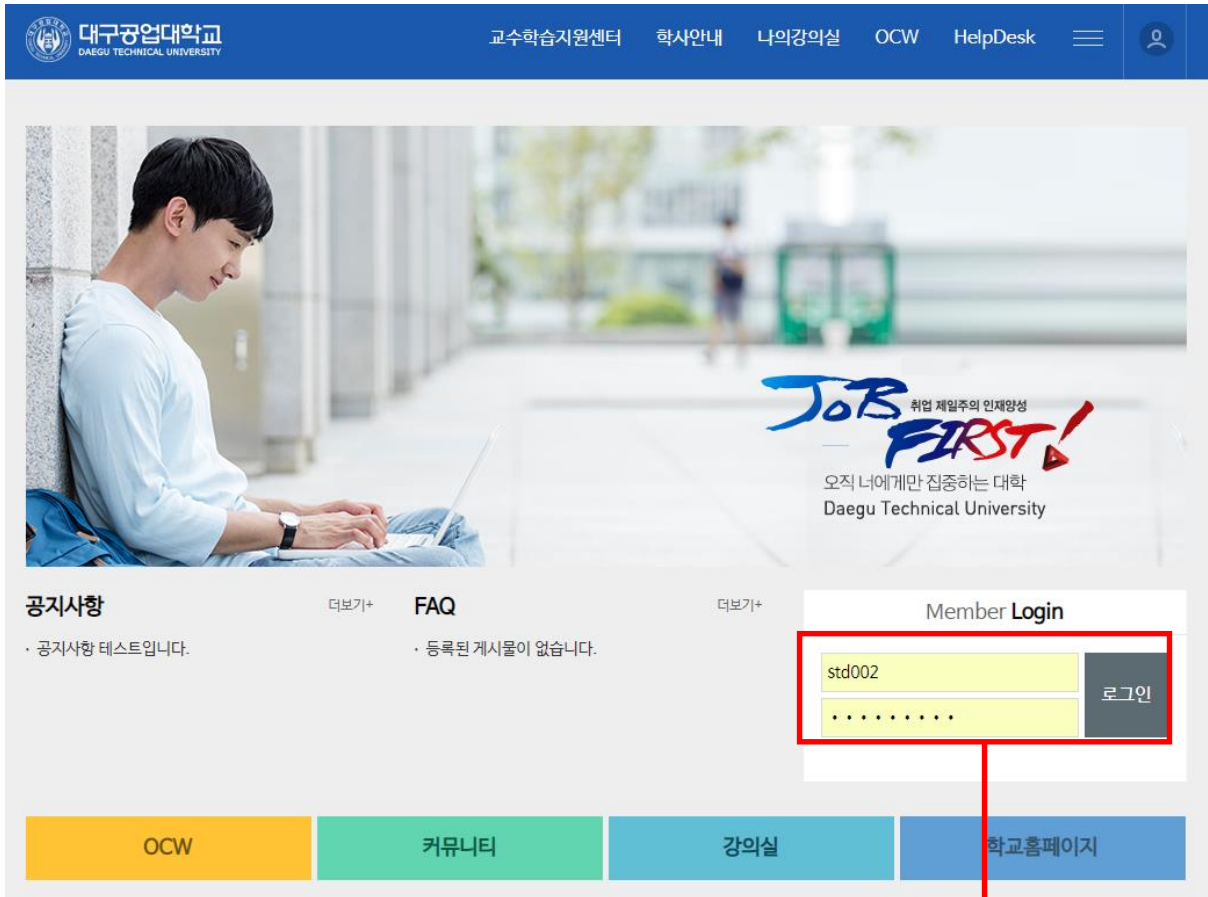 대구공업대학교
DAEGU TECHNICAL UNIVERSITY
교수학습지원센터 학사안내 나의강의실 OCW HelpDesk
JOB 취업 제일주의 인재양성
FIRST!
오직 너에게만 집중하는 대학
Daegu Technical University
공지사항 더보기+
· 공지사항 테스트입니다.
FAQ 더보기+
· 등록된 게시물이 없습니다.
Member Login
std002
•••••••••
로그인
OCW 커뮤니티 강의실 학교홈페이지